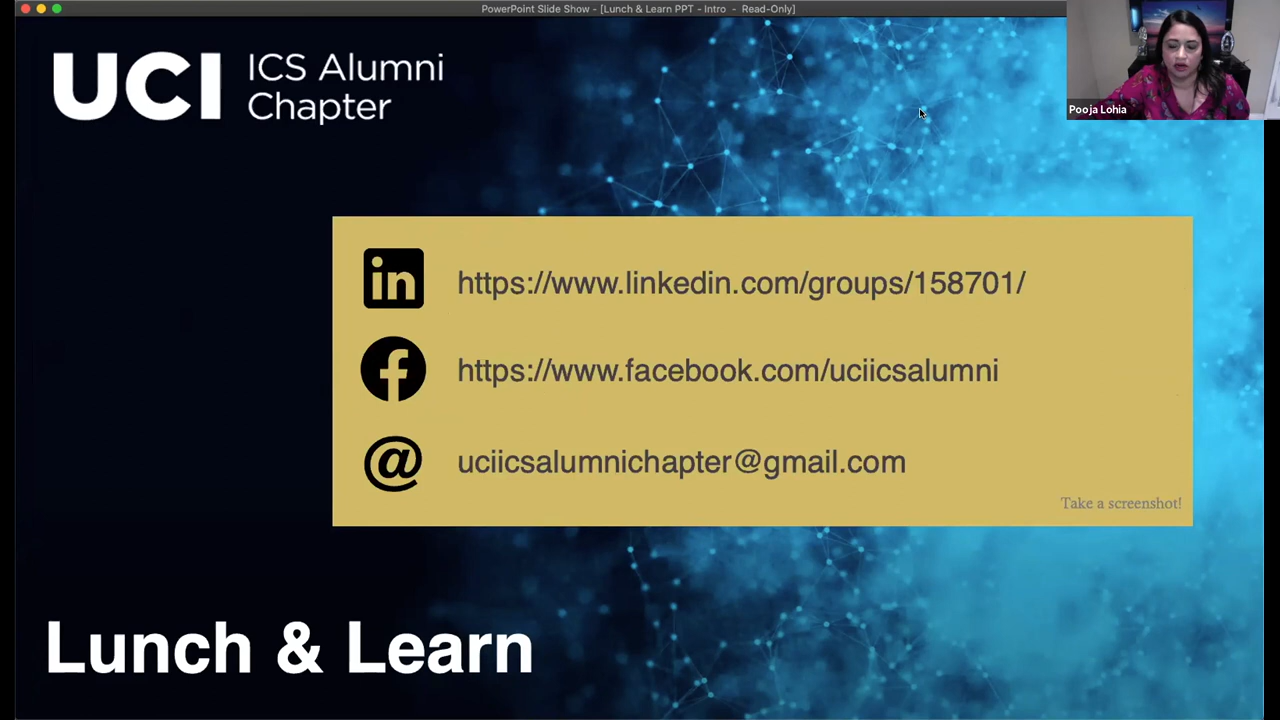 PowerPoint Slide Show - [Lunch & Learn PPT - Intro - Read-Only]
UCI ICS Alumni
Chapter
Pooja Lohia
in https://www.linkedin.com/groups/158701/
f https://www.facebook.com/uciicsalumni
@ uciicsalumnichapter@gmail.com
Take a screenshot!
Lunch & Learn